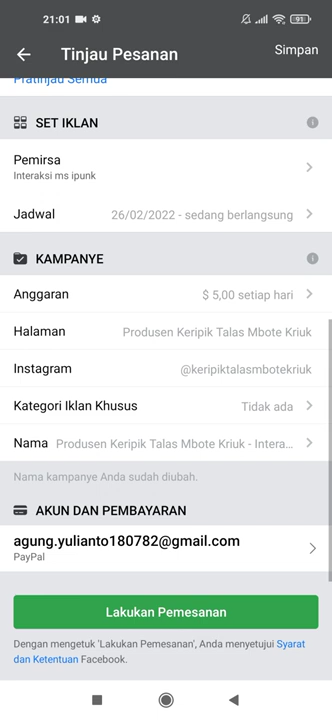 21:01
91
Tinjau Pesanan
Simpan
Pratinjau Semua
SET IKLAN
Pemirsa
Interaksi ms ipunk
Jadwal 26/02/2022 - sedang berlangsung
KAMPANYE
Anggaran $ 5,00 setiap hari
Halaman Produsen Keripik Talas Mbote Kriuk
Instagram @keripiktalasmbotekriuk
Kategori Iklan Khusus Tidak ada
Nama Produsen Keripik Talas Mbote Kriuk - Intera...
Nama kampanye Anda sudah diubah.
AKUN DAN PEMBAYARAN
agung.yulianto180782@gmail.com
PayPal
Lakukan Pemesanan
Dengan mengetuk 'Lakukan Pemesanan', Anda menyetujui Syarat
dan Ketentuan Facebook.